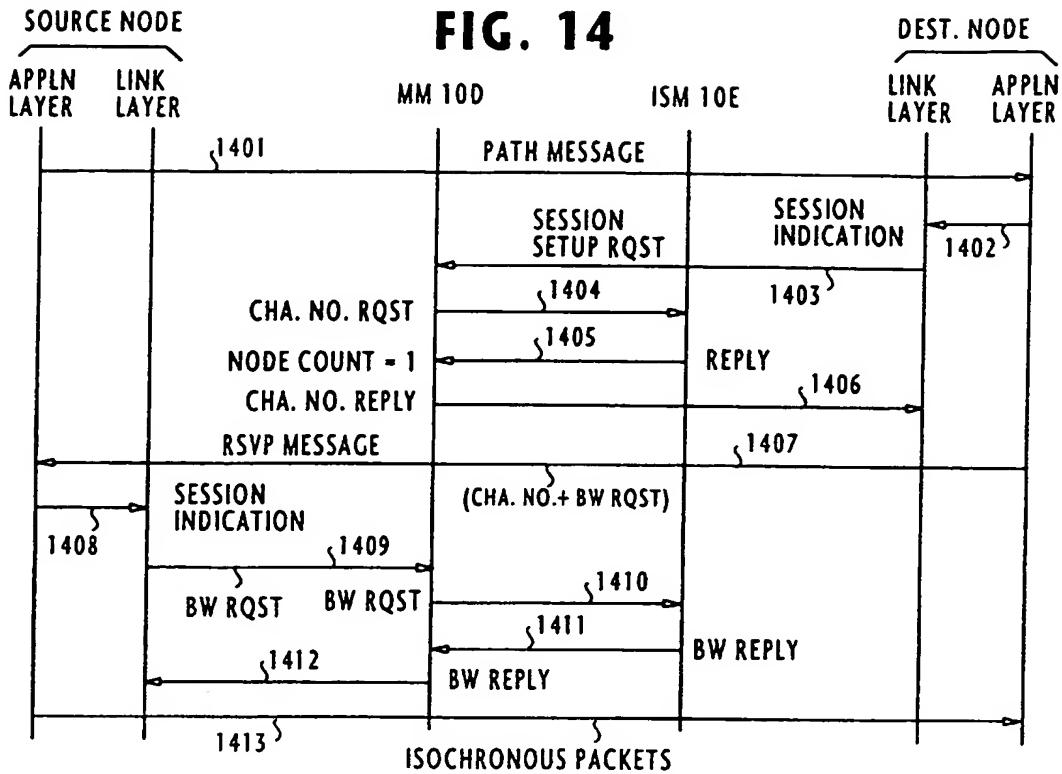 FIG. 14
SOURCE NODE
DEST. NODE
APPLN
LAYER
LINK
LAYER
MM 10D
ISM 10E
LINK
LAYER
APPLN
LAYER
1401
PATH MESSAGE
SESSION
INDICATION
1402
SESSION
SETUP RQST
1403
CHA. NO. RQST
1404
1405
NODE COUNT = 1
REPLY
CHA. NO. REPLY
1406
RSVP MESSAGE
1407
(CHA. NO.+ BW RQST)
SESSION
INDICATION
1408
1409
BW RQST
BW RQST
1410
1411
BW REPLY
1412
BW REPLY
1413
ISOCHRONOUS PACKETS